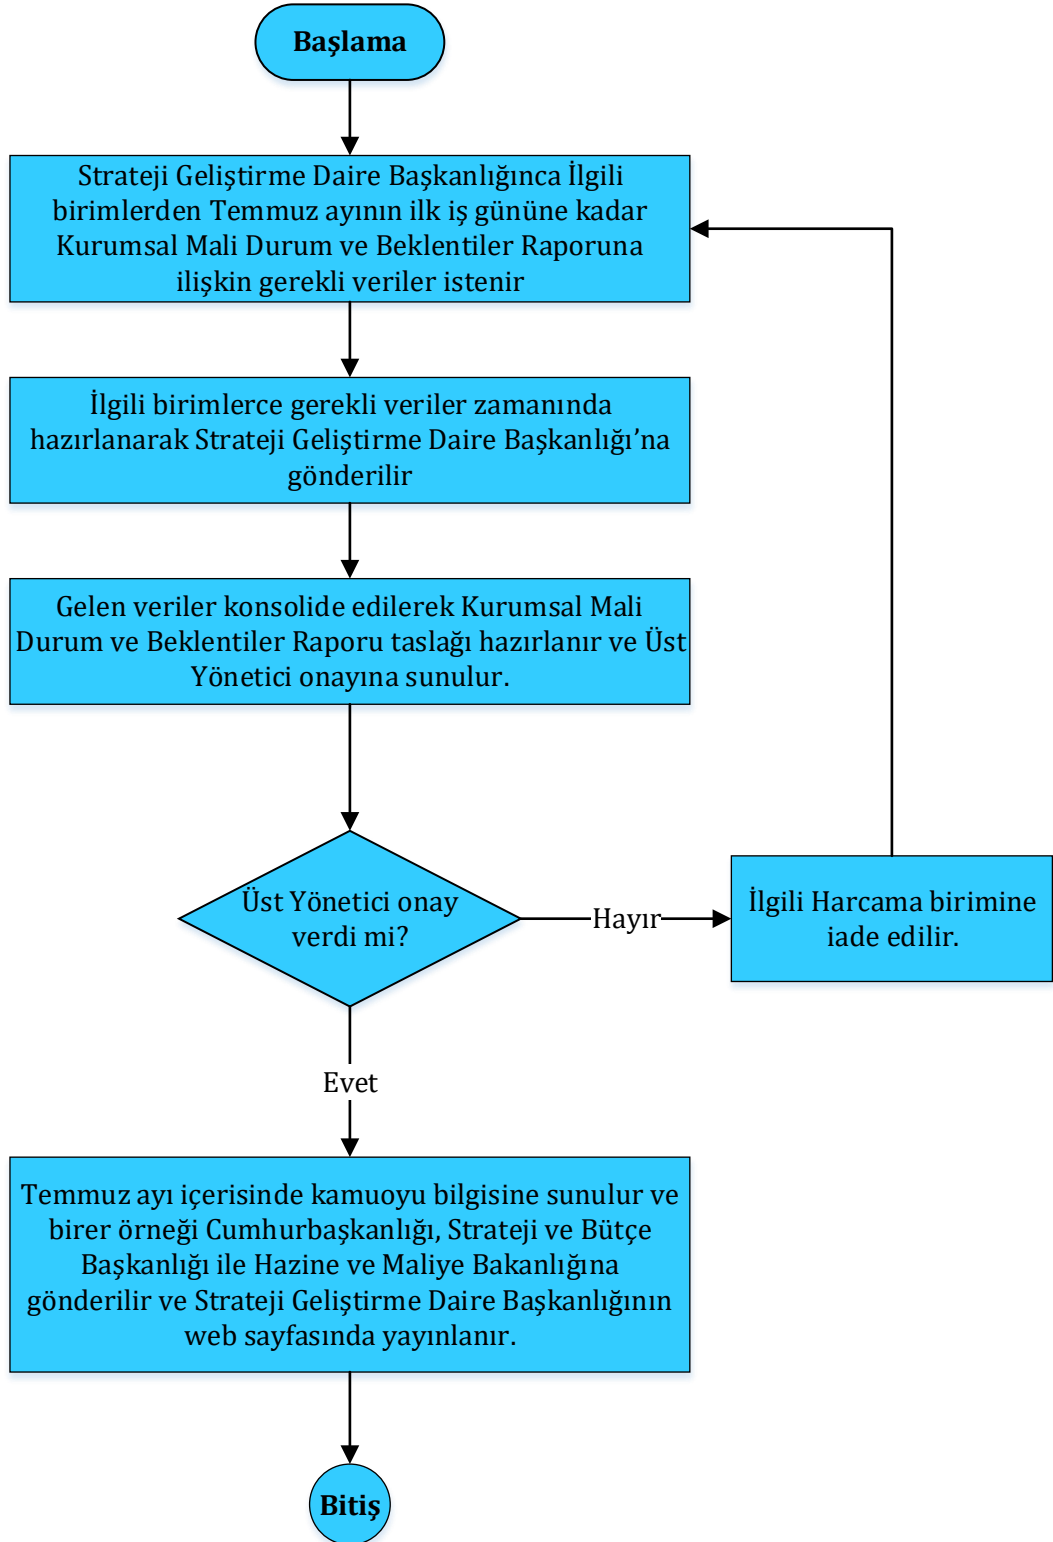 Başlama
Strateji Geliştirme Daire Başkanlığınca İlgili
birimlerden Temmuz ayının ilk iş gününe kadar
Kurumsal Mali Durum ve Beklentiler Raporuna
ilişkin gerekli veriler istenir
İlgili birimlerce gerekli veriler zamanında
hazırlanarak Strateji Geliştirme Daire Başkanlığı’na
gönderilir
Gelen veriler konsolide edilerek Kurumsal Mali
Durum ve Beklentiler Raporu taslağı hazırlanır ve Üst
Yönetici onayına sunulur.
Üst Yönetici onay
verdi mi?
Hayır
İlgili Harcama birimine
iade edilir.
Evet
Temmuz ayı içerisinde kamuoyu bilgisine sunulur ve
birer örneği Cumhurbaşkanlığı, Strateji ve Bütçe
Başkanlığı ile Hazine ve Maliye Bakanlığına
gönderilir ve Strateji Geliştirme Daire Başkanlığının
web sayfasında yayınlanır.
Bitiş